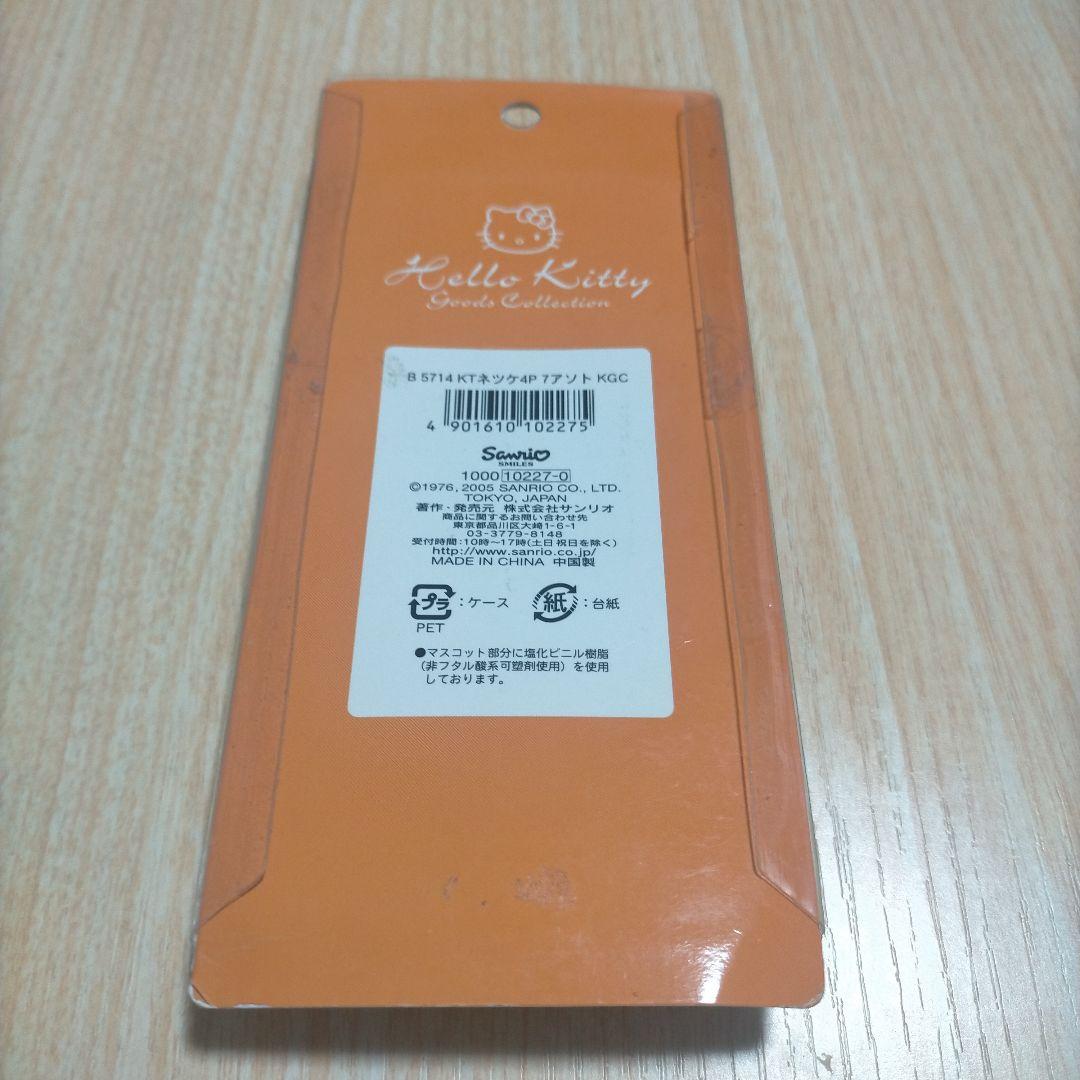 Hello Kitty
Goods Collection
B 5714 KTネツケ4P 7アソト KGC
4 901610 102275
Sanrio
SMILES
1000 10227-0
©1976, 2005 SANRIO CO., LTD.
TOKYO, JAPAN
著作・発売元 株式会社サンリオ
商品に関するお問い合わせ先
東京都品川区大崎1-6-1
03-3779-8148
受付時間:10時~17時(土日祝日を除く)
http://www.sanrio.co.jp/
MADE IN CHINA 中国製
プラ:ケース 紙:台紙
PET
●マスコット部分に塩化ビニル樹脂
(非フタル酸系可塑剤使用)を使用
しております。